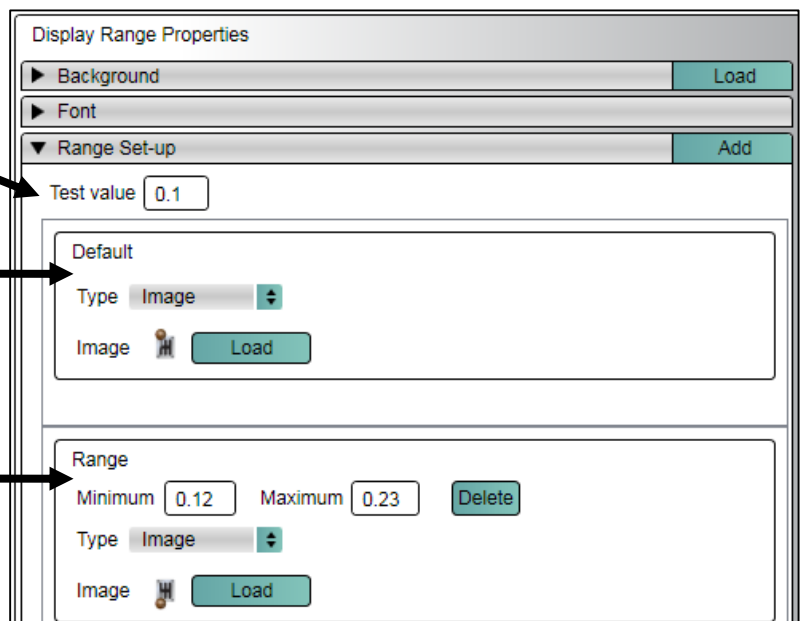 Display Range Properties
Background Load
Font
Range Set-up Add
Test value 0.1
Default
Type Image
Image Load
Range
Minimum 0.12 Maximum 0.23 Delete
Type Image
Image Load